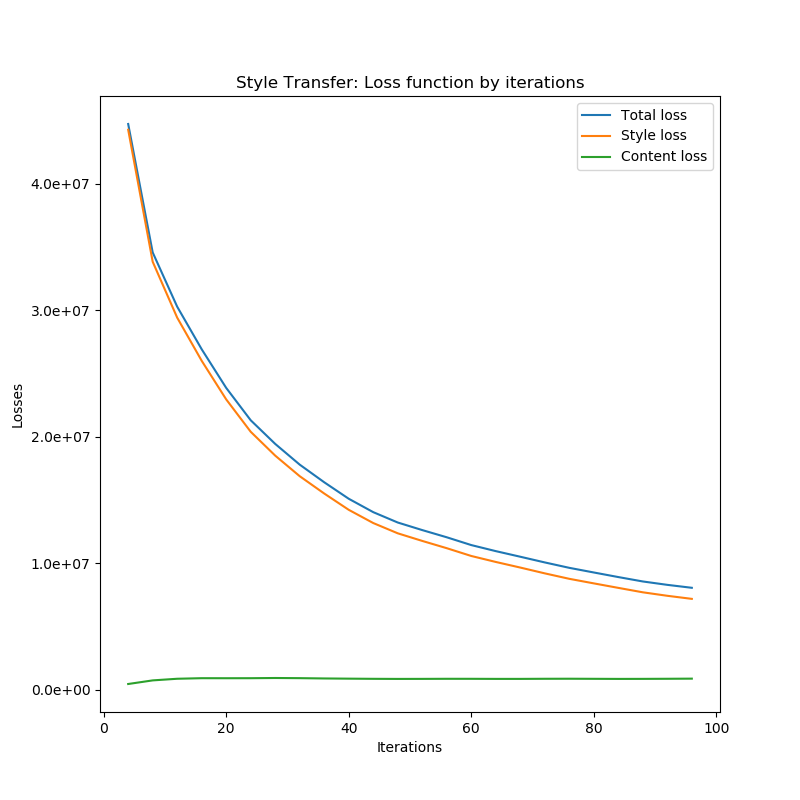 Style Transfer: Loss function by iterations
Total loss
Style loss
Content loss
4.0e+07
3.0e+07
2.0e+07
1.0e+07
0.0e+00
Losses
0 20 40 60 80 100
Iterations